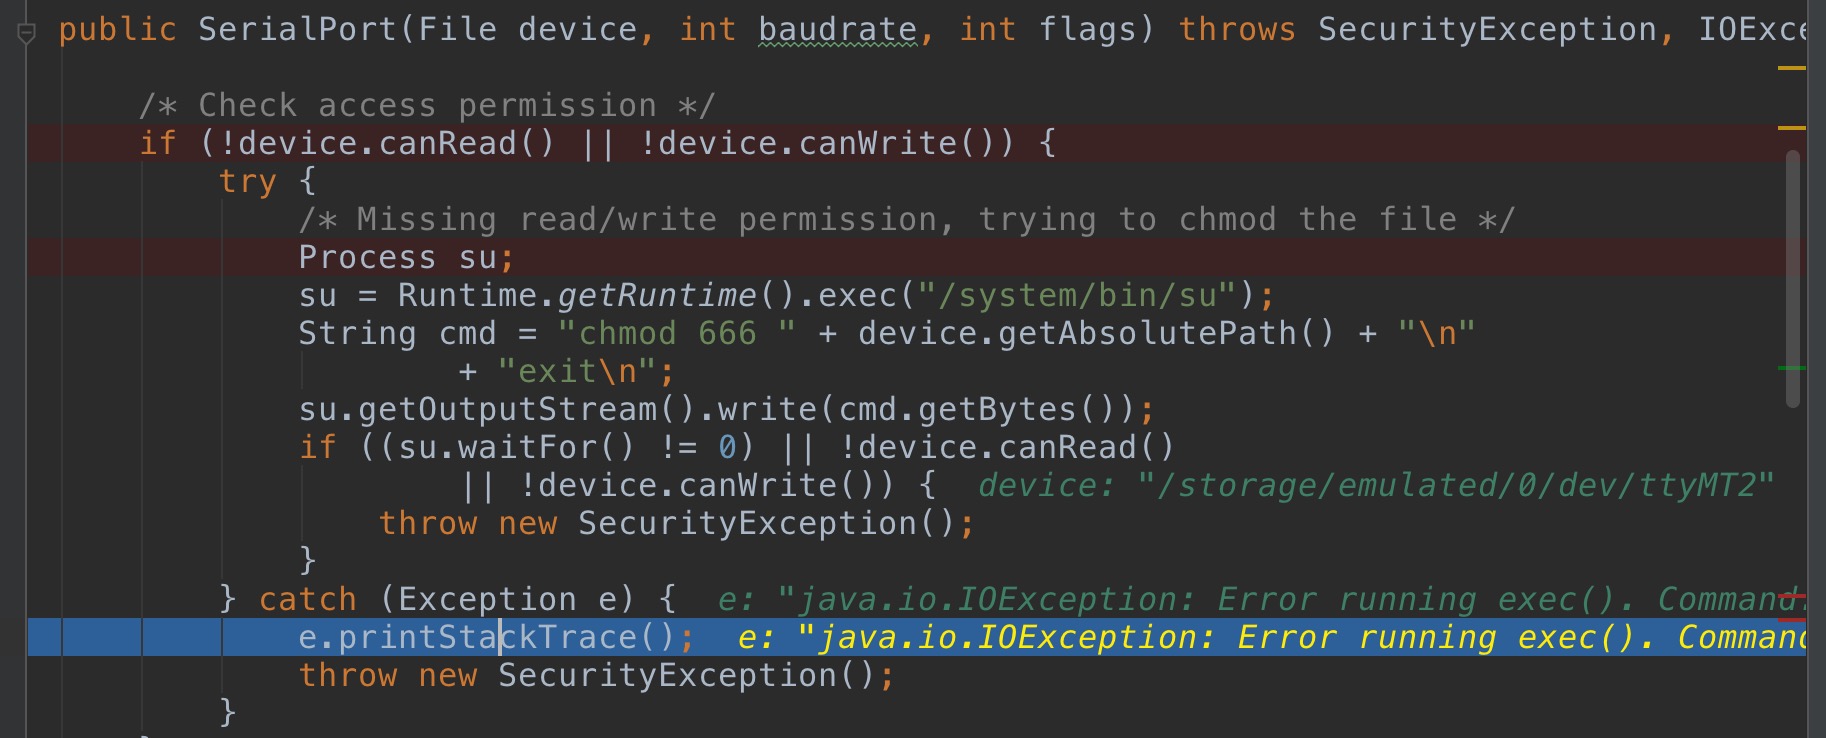 public SerialPort(File device, int baudrate, int flags) throws SecurityException, IOExce
/* Check access permission */
if (!device.canRead() || !device.canWrite()) {
try {
/* Missing read/write permission, trying to chmod the file */
Process su;
su = Runtime.getRuntime().exec("/system/bin/su");
String cmd = "chmod 666 " + device.getAbsolutePath() + "\n"
+ "exit\n";
su.getOutputStream().write(cmd.getBytes());
if ((su.waitFor() != 0) || !device.canRead()
|| !device.canWrite()) {  device: "/storage/emulated/0/dev/ttyMT2"
throw new SecurityException();
}
} catch (Exception e) {  e: "java.io.IOException: Error running exec(). Command:
e.printStackTrace();  e: "java.io.IOException: Error running exec(). Command
throw new SecurityException();
}